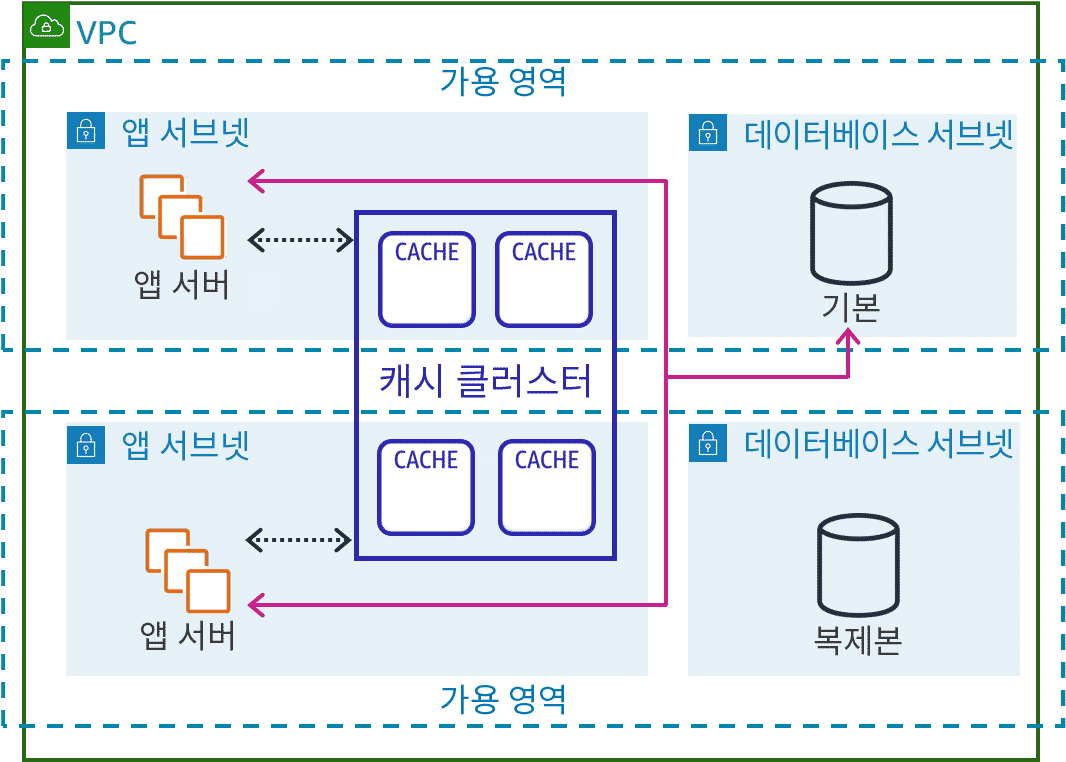 VPC
가용 영역
앱 서브넷
데이터베이스 서브넷
CACHE
CACHE
앱 서버
기본
캐시 클러스터
앱 서브넷
데이터베이스 서브넷
CACHE
CACHE
앱 서버
복제본
가용 영역